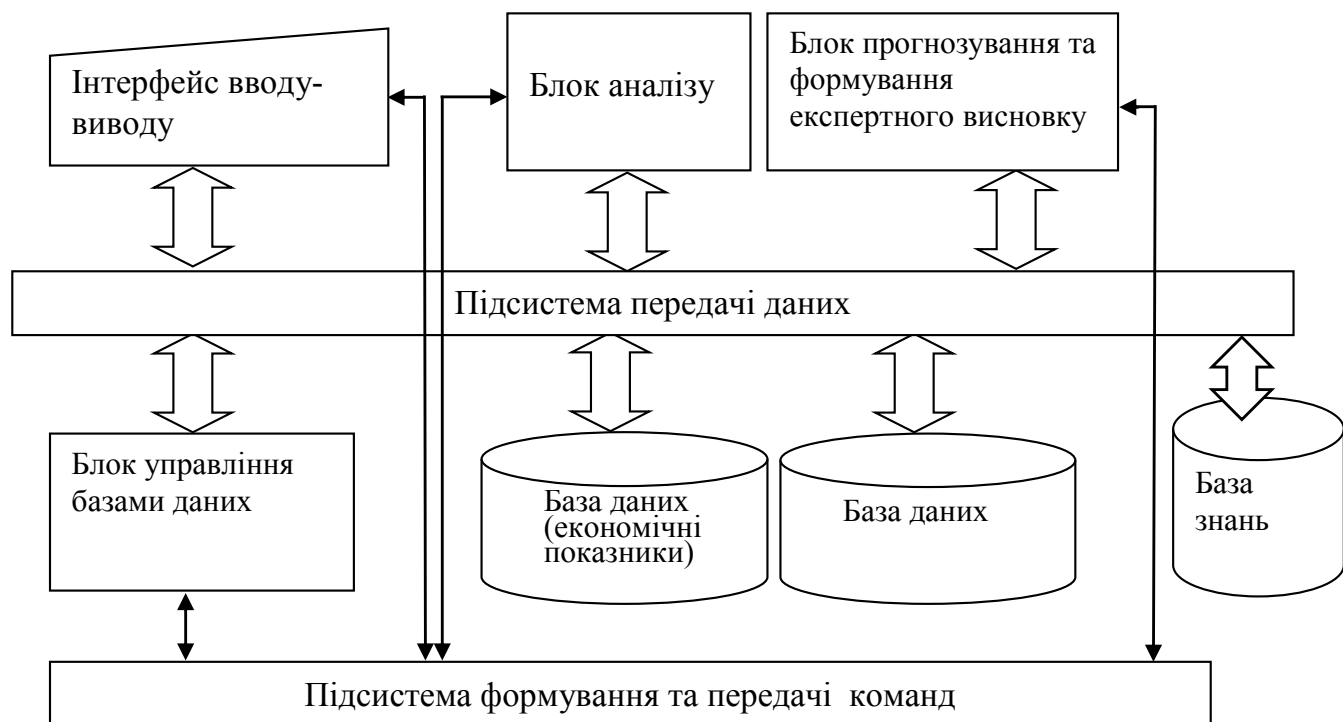 Інтерфейс вводу-
виводу
Блок аналізу
Блок прогнозування та
формування
експертного висновку
Підсистема передачі даних
Блок управління
базами даних
База даних
(економічні
показники)
База даних
База
знань
Підсистема формування та передачі команд